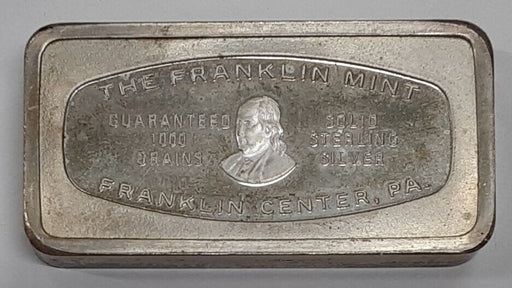 THE FRANKLIN MINT
GUARANTEED
1000
GRAINS
SOLID
STERLING
SILVER
FRANKLIN CENTER, PA.